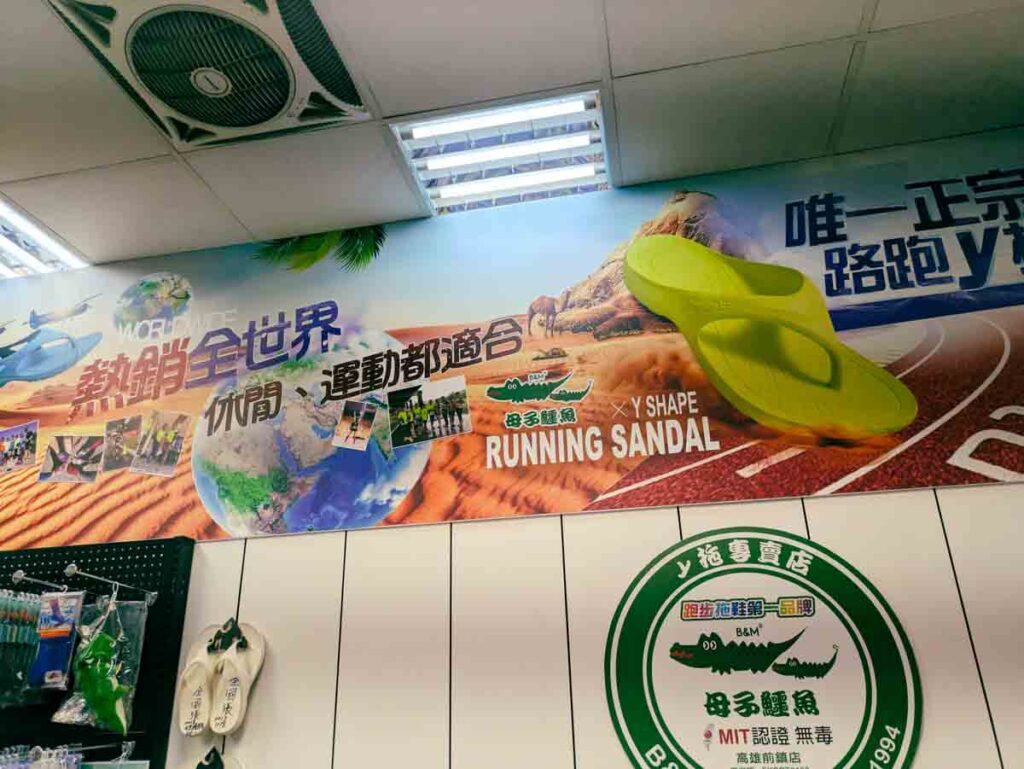 唯一正宗
路跑y
WORLDWIDE
熱銷全世界
休閒、運動都適合
B&M
母子鱷魚
× Y SHAPE
RUNNING SANDAL
y拖專賣店
跑步拖鞋第一品牌
B&M®
母子鱷魚
MIT認證 無毒
高雄前鎮店
1994